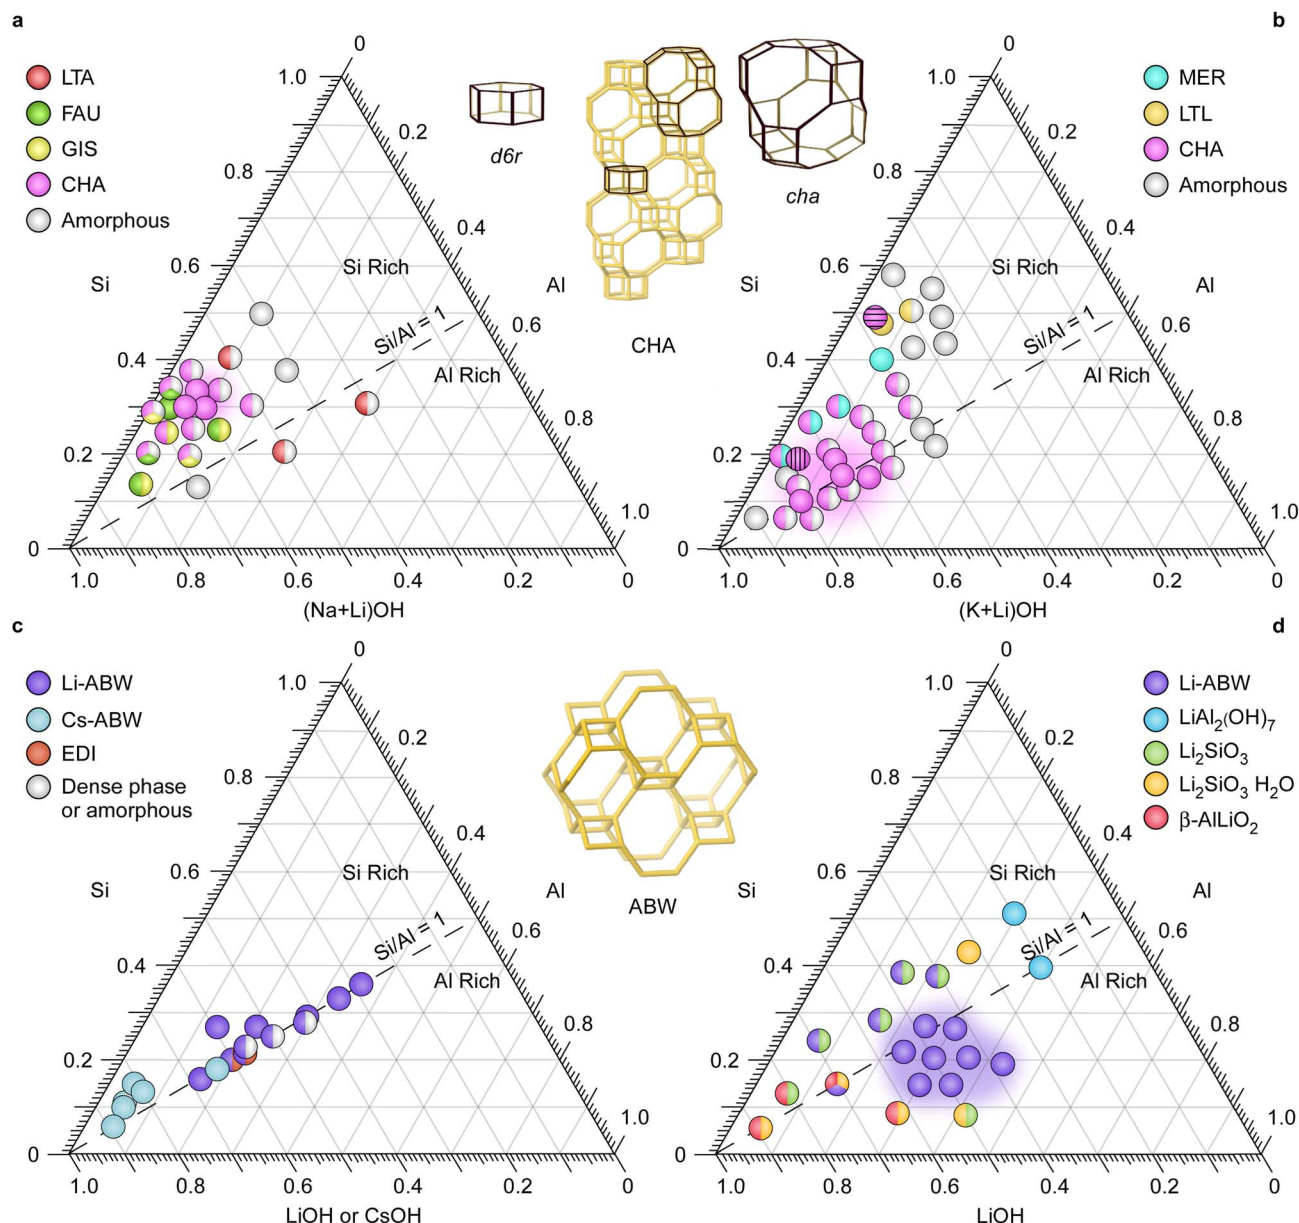 a
b
LTA
FAU
GIS
CHA
Amorphous
0
1.0
0.2
0.8
0.4
0.6
Si Rich
Si
Al
Si/Al = 1
0.6
0.4
Al Rich
0.8
0.2
1.0
0
1.0
0.8
0.6
0.4
0.2
0
(Na+Li)OH
d6r
cha
CHA
MER
LTL
CHA
Amorphous
0
1.0
0.2
0.8
0.4
0.6
Si Rich
Si
Al
Si/Al = 1
0.6
0.4
Al Rich
0.8
0.2
1.0
0
1.0
0.8
0.6
0.4
0.2
0
(K+Li)OH
c
d
Li-ABW
Cs-ABW
EDI
Dense phase
or amorphous
0
1.0
0.2
0.8
0.4
0.6
Si Rich
Si
Al
Si/Al = 1
0.6
0.4
Al Rich
0.8
0.2
1.0
0
1.0
0.8
0.6
0.4
0.2
0
LiOH or CsOH
ABW
Li-ABW
LiAl₂(OH)₇
Li₂SiO₃
Li₂SiO₃ H₂O
β-AlLiO₂
0
1.0
0.2
0.8
0.4
0.6
Si Rich
Si
Al
Si/Al = 1
0.6
0.4
Al Rich
0.8
0.2
1.0
0
1.0
0.8
0.6
0.4
0.2
0
LiOH